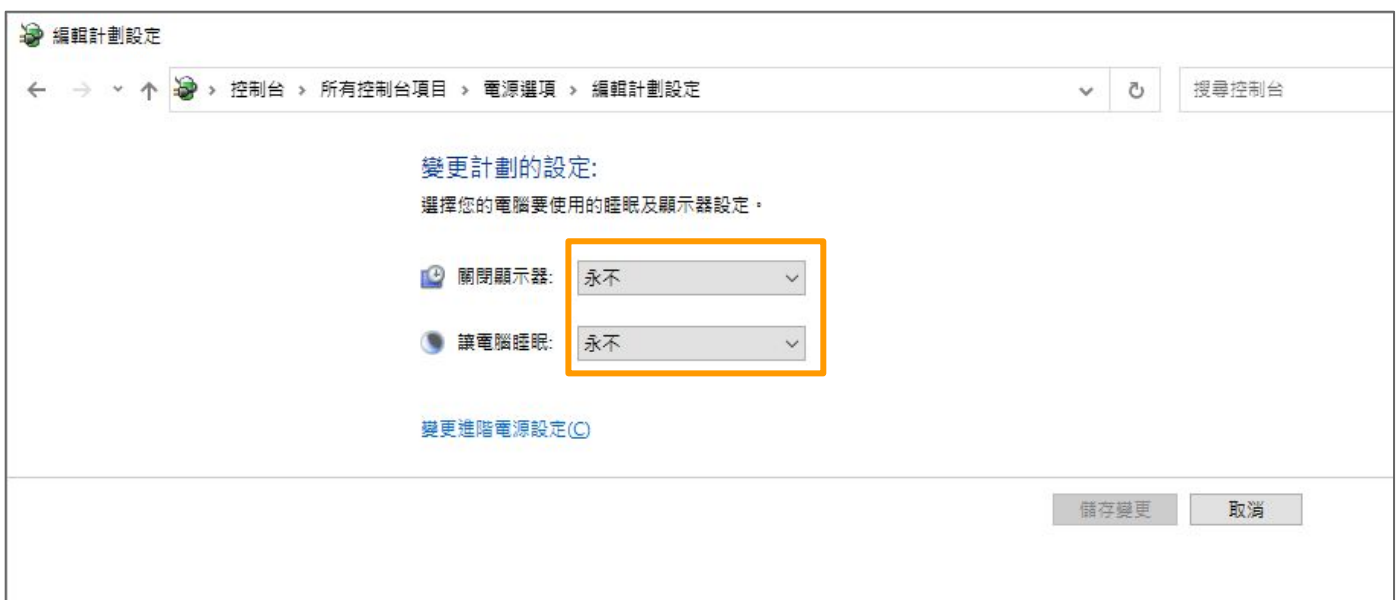 編輯計劃設定
控制台 › 所有控制台項目 › 電源選項 › 編輯計劃設定
搜尋控制台
變更計劃的設定:
選擇您的電腦要使用的睡眠及顯示器設定。
關閉顯示器: 永不
讓電腦睡眠: 永不
變更進階電源設定(C)
儲存變更 取消